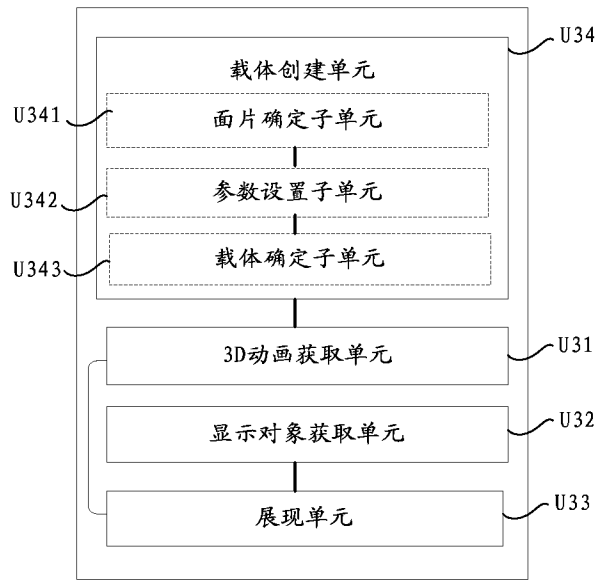 U34
载体创建单元
U341
面片确定子单元
U342
参数设置子单元
U343
载体确定子单元
3D动画获取单元
U31
显示对象获取单元
U32
展现单元
U33